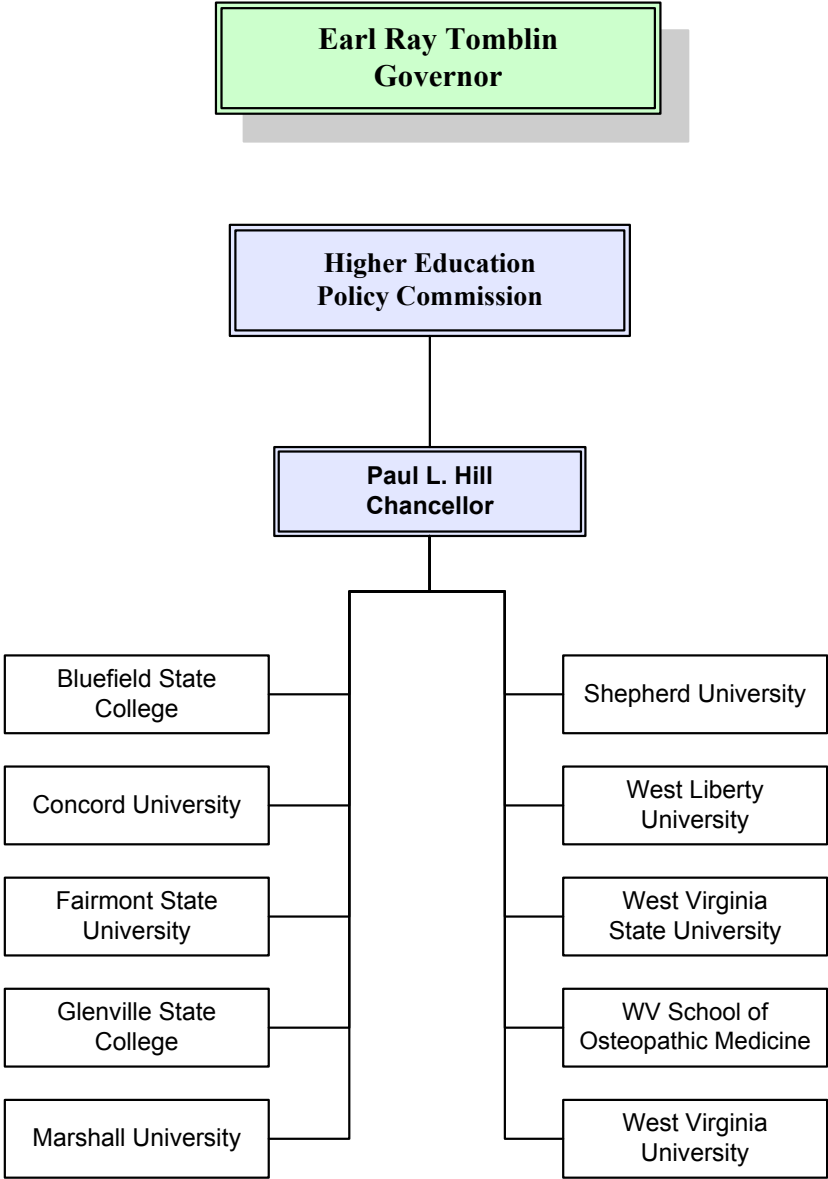 Earl Ray Tomblin
Governor
Higher Education
Policy Commission
Paul L. Hill
Chancellor
Bluefield State
College
Concord University
Fairmont State
University
Glenville State
College
Marshall University
Shepherd University
West Liberty
University
West Virginia
State University
WV School of
Osteopathic Medicine
West Virginia
University